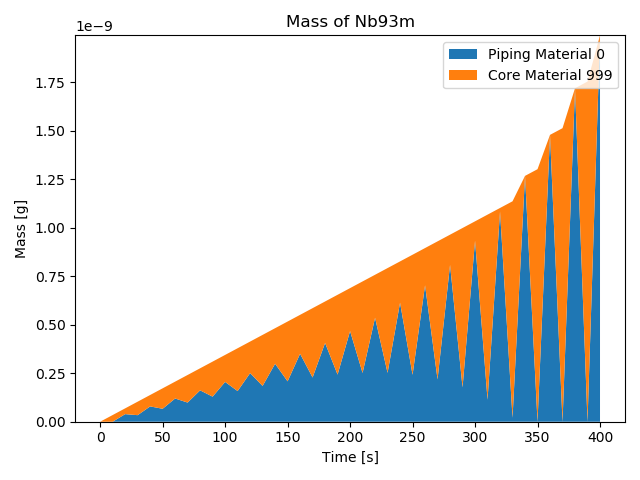 Mass of Nb93m
1e−9
Piping Material 0
Core Material 999
1.75
1.50
1.25
1.00
0.75
0.50
0.25
0.00
Mass [g]
0 50 100 150 200 250 300 350 400
Time [s]